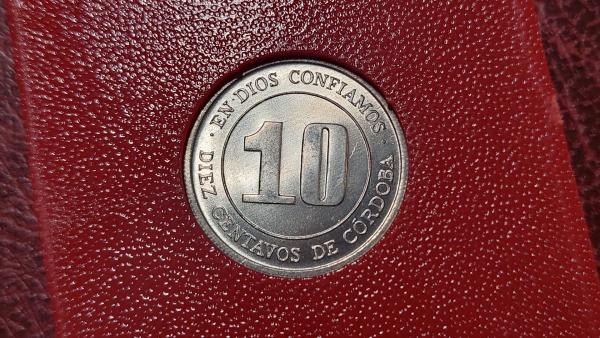 · EN · DIOS CONFIAMOS ·
10
DIEZ CENTAVOS DE CÓRDOBA